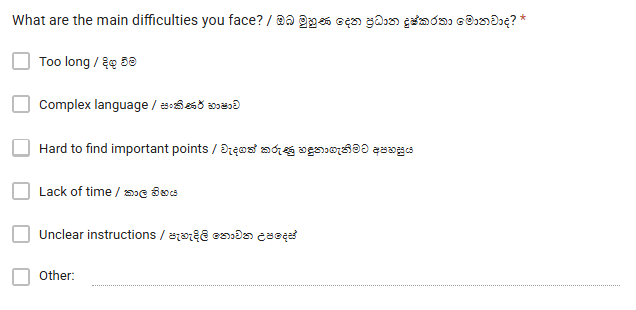 What are the main difficulties you face? / ඔබ මුහුණ දෙන ප්‍රධාන දුෂ්කරතා මොනවාද? *
Too long / දිගු වීම
Complex language / සංකීර්ණ භාෂාව
Hard to find important points / වැදගත් කරුණු හඳුනාගැනීමට අපහසුය
Lack of time / කාල හිඟය
Unclear instructions / පැහැදිලි නොවන උපදෙස්
Other: